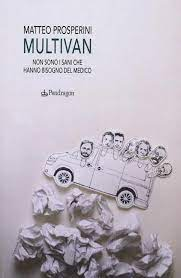 MATTEO PROSPERINI
MULTIVAN
NON SONO I SANI CHE
HANNO BISOGNO DEL MEDICO
Pendragon